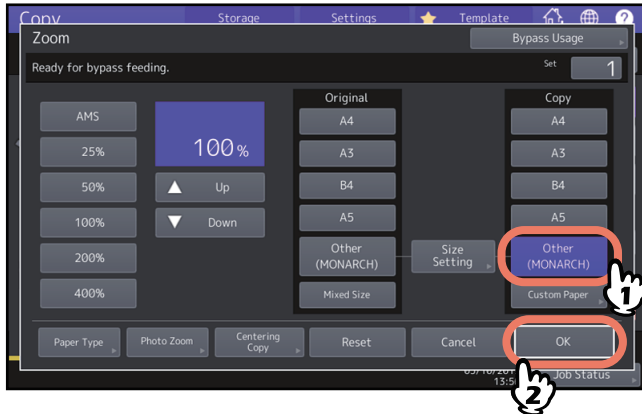 Copy Storage Settings Template ?
Zoom Bypass Usage
Ready for bypass feeding. Set 1
Original Copy
AMS A4 A4
25% 100% A3 A3
50% Up B4 B4
100% Down A5 A5
200% Other (MONARCH) Size Setting Other (MONARCH)
400% Mixed Size Custom Paper
1
Paper Type Photo Zoom Centering Copy Reset Cancel OK
Job Status
13:5
2